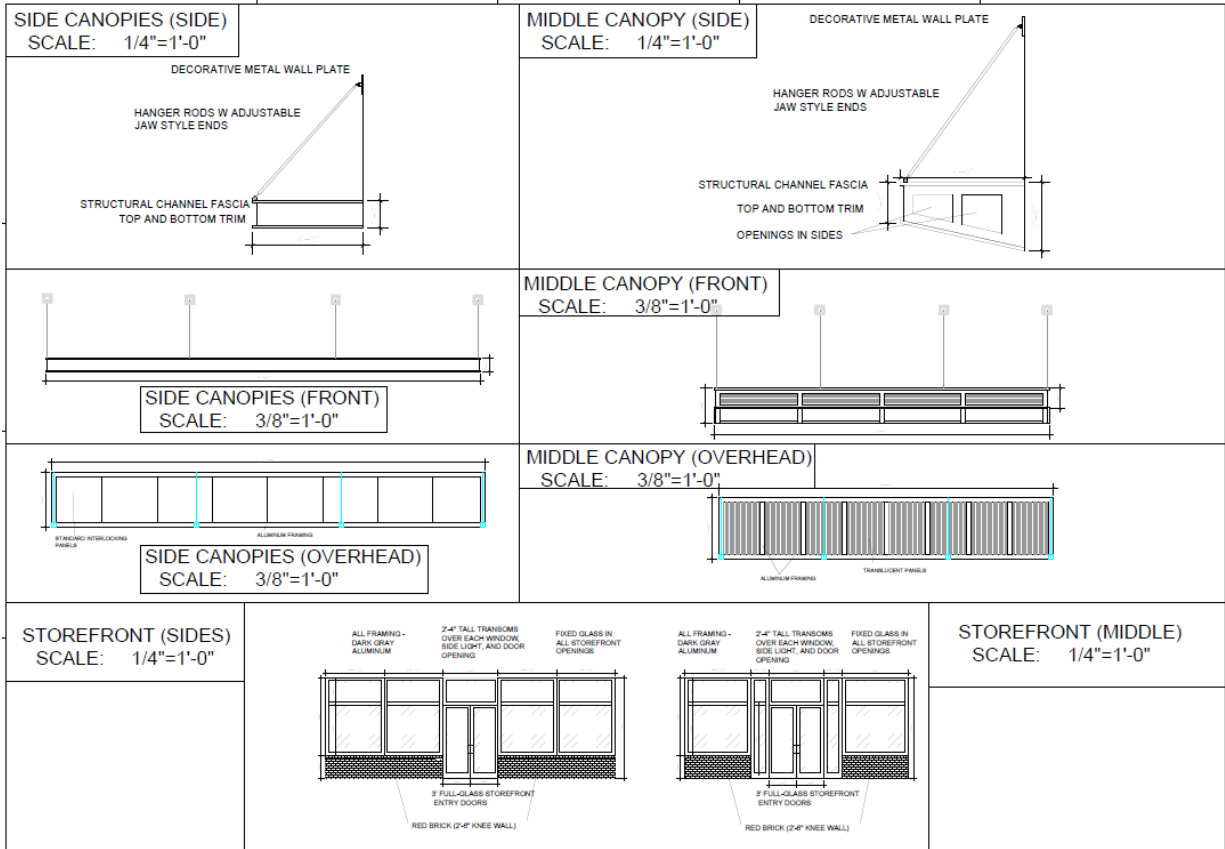 SIDE CANOPIES (SIDE)
SCALE: 1/4"=1'-0"
DECORATIVE METAL WALL PLATE
HANGER RODS W ADJUSTABLE
JAW STYLE ENDS
STRUCTURAL CHANNEL FASCIA
TOP AND BOTTOM TRIM
MIDDLE CANOPY (SIDE)
SCALE: 1/4"=1'-0"
DECORATIVE METAL WALL PLATE
HANGER RODS W ADJUSTABLE
JAW STYLE ENDS
STRUCTURAL CHANNEL FASCIA
TOP AND BOTTOM TRIM
OPENINGS IN SIDES
SIDE CANOPIES (FRONT)
SCALE: 3/8"=1'-0"
MIDDLE CANOPY (FRONT)
SCALE: 3/8"=1'-0"
STANDARD INTERLOCKING
PANELS
ALUMINUM FRAMING
SIDE CANOPIES (OVERHEAD)
SCALE: 3/8"=1'-0"
MIDDLE CANOPY (OVERHEAD)
SCALE: 3/8"=1'-0"
ALUMINUM FRAMING
TRANSLUCENT PANELS
STOREFRONT (SIDES)
SCALE: 1/4"=1'-0"
ALL FRAMING -
DARK GRAY
ALUMINUM
2'-4" TALL TRANSOMS
OVER EACH WINDOW,
SIDE LIGHT, AND DOOR
OPENING
FIXED GLASS IN
ALL STOREFRONT
OPENINGS
3' FULL-GLASS STOREFRONT
ENTRY DOORS
RED BRICK (2'-6" KNEE WALL)
ALL FRAMING -
DARK GRAY
ALUMINUM
2'-4" TALL TRANSOMS
OVER EACH WINDOW,
SIDE LIGHT, AND DOOR
OPENING
FIXED GLASS IN
ALL STOREFRONT
OPENINGS
3' FULL-GLASS STOREFRONT
ENTRY DOORS
RED BRICK (2'-6" KNEE WALL)
STOREFRONT (MIDDLE)
SCALE: 1/4"=1'-0"